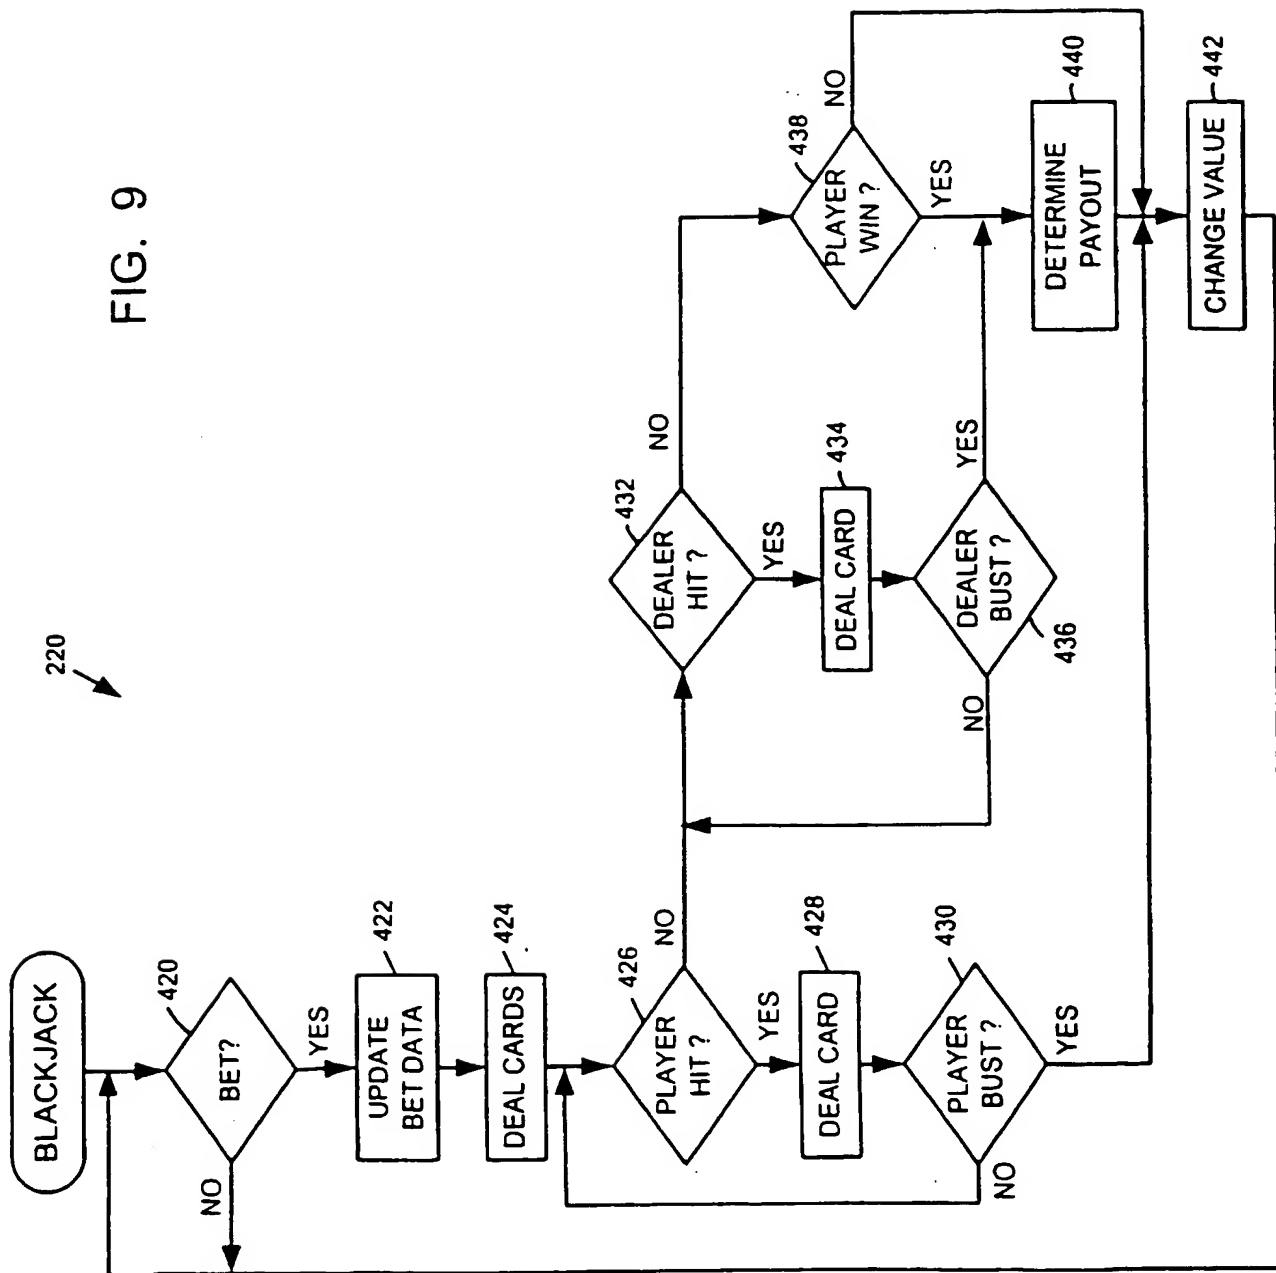 FIG. 9
220
BLACKJACK
420
BET?
NO
YES
422
UPDATE
BET DATA
424
DEAL CARDS
426
PLAYER
HIT ?
NO
YES
428
DEAL CARD
430
PLAYER
BUST ?
NO
YES
432
DEALER
HIT ?
NO
YES
434
DEAL CARD
DEALER
BUST ?
436
NO
YES
438
PLAYER
WIN ?
NO
YES
440
DETERMINE
PAYOUT
442
CHANGE VALUE